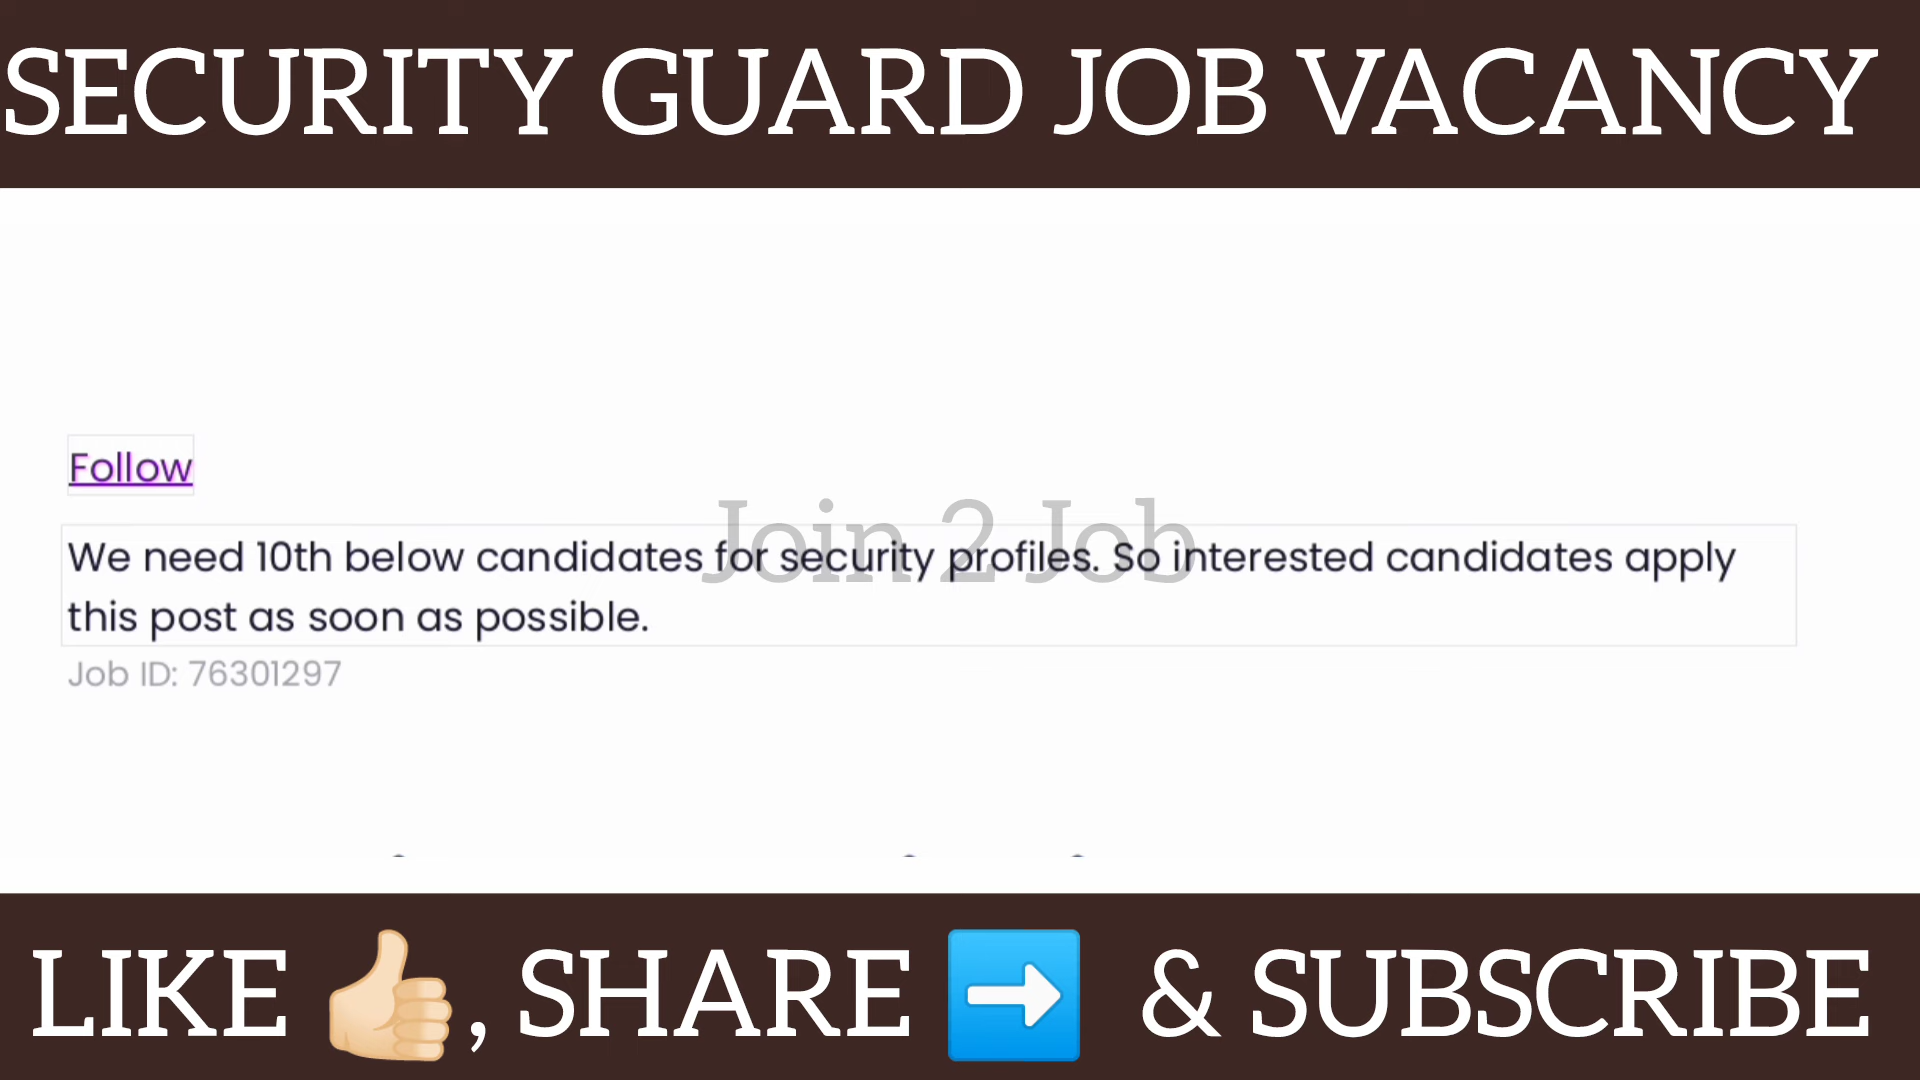 SECURITY GUARD JOB VACANCY
Follow
Join 2 Job
We need 10th below candidates for security profiles. So interested candidates apply
this post as soon as possible.
Job ID: 76301297
LIKE 👍🏻, SHARE ➡️ & SUBSCRIBE